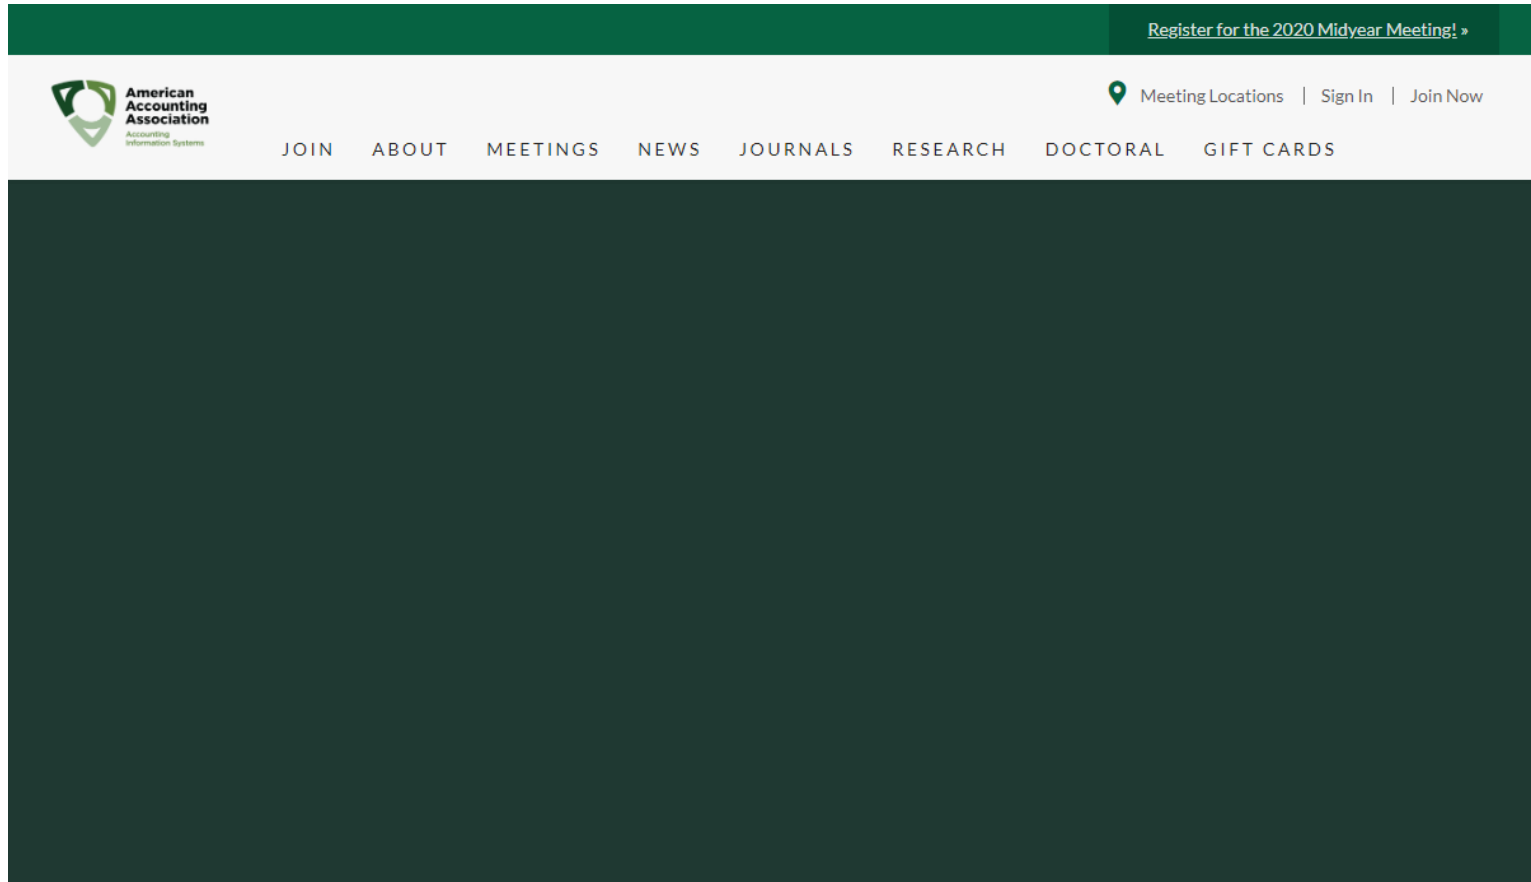 Register for the 2020 Midyear Meeting! »
American
Accounting
Association
Accounting
Information Systems
Meeting Locations | Sign In | Join Now
JOIN ABOUT MEETINGS NEWS JOURNALS RESEARCH DOCTORAL GIFT CARDS